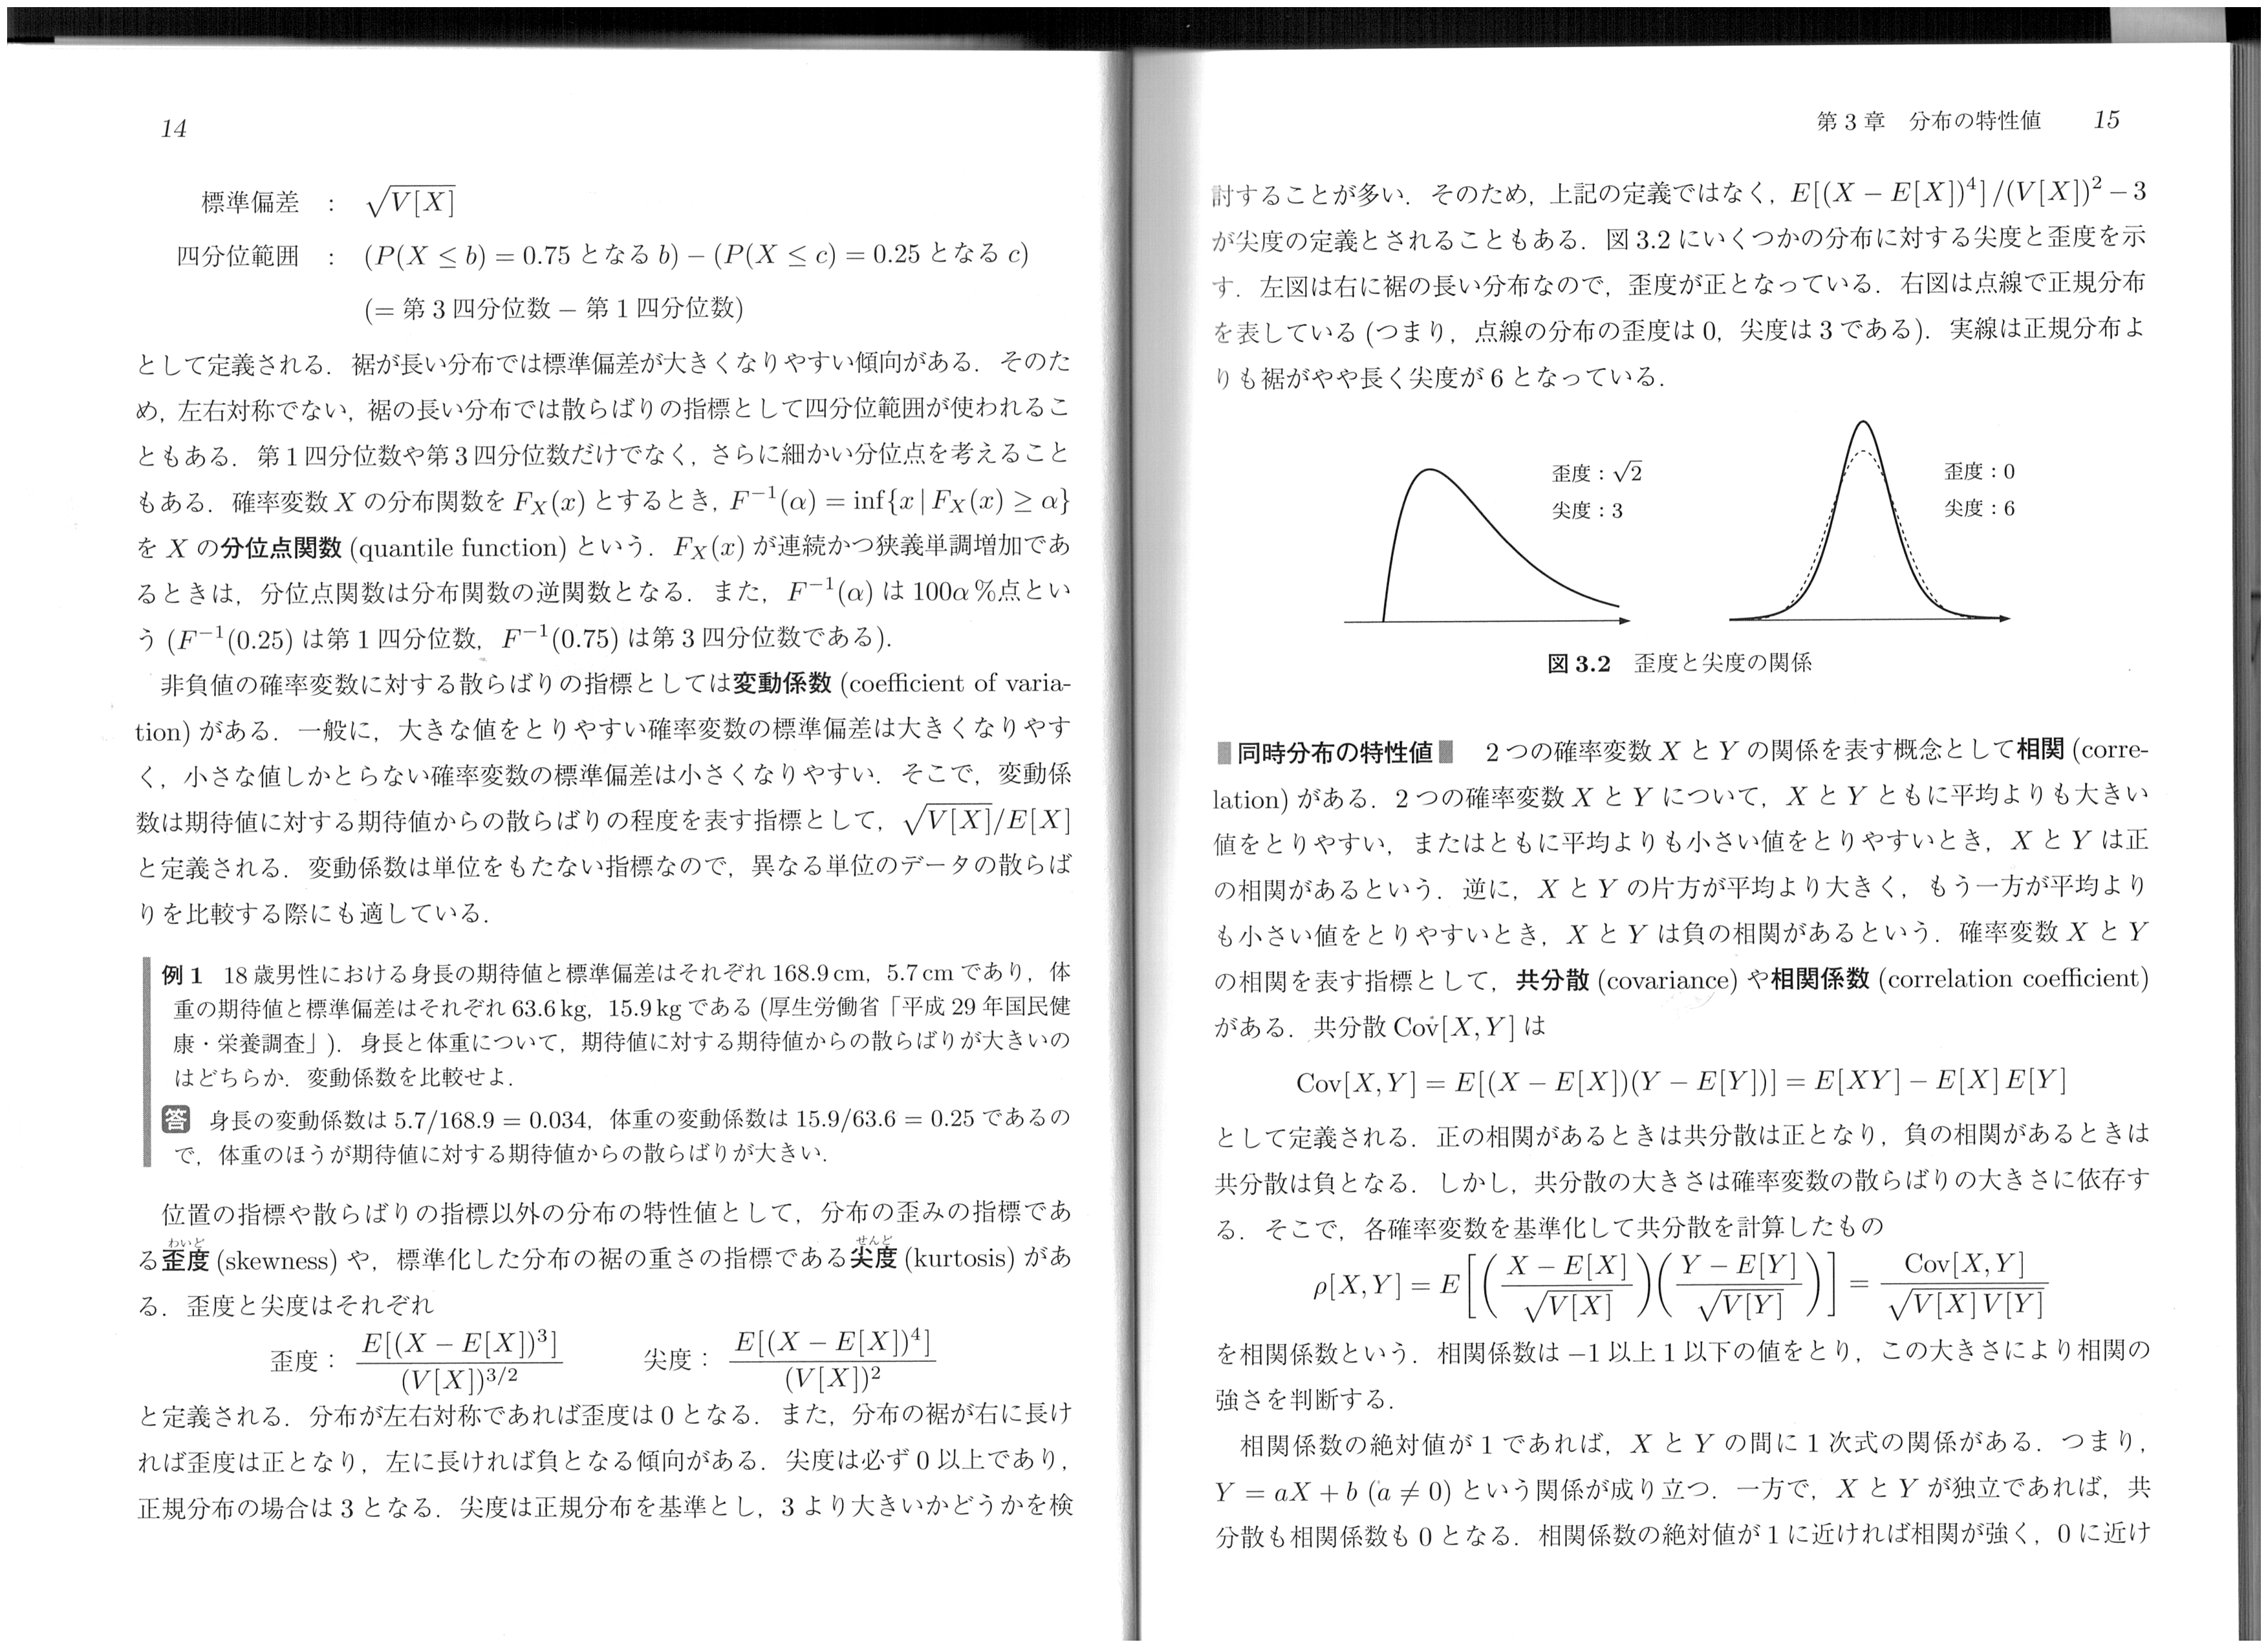 14
標準偏差 : √V[X]
四分位範囲 : (P(X ≤ b) = 0.75 となる b) − (P(X ≤ c) = 0.25 となる c)
(= 第 3 四分位数 − 第 1 四分位数)
として定義される．裾が長い分布では標準偏差が大きくなりやすい傾向がある．そのた
め，左右対称でない，裾の長い分布では散らばりの指標として四分位範囲が使われるこ
ともある．第 1 四分位数や第 3 四分位数だけでなく，さらに細かい分位点を考えること
もある．確率変数 X の分布関数を F_X(x) とするとき，F⁻¹(α) = inf{x | F_X(x) ≥ α}
を X の分位点関数 (quantile function) という．F_X(x) が連続かつ狭義単調増加であ
るときは，分位点関数は分布関数の逆関数となる．また，F⁻¹(α) は 100α %点とい
う (F⁻¹(0.25) は第 1 四分位数，F⁻¹(0.75) は第 3 四分位数である)．
非負値の確率変数に対する散らばりの指標としては変動係数 (coefficient of varia-
tion) がある．一般に，大きな値をとりやすい確率変数の標準偏差は大きくなりやす
く，小さな値しかとらない確率変数の標準偏差は小さくなりやすい．そこで，変動係
数は期待値に対する期待値からの散らばりの程度を表す指標として，√V[X]/E[X]
と定義される．変動係数は単位をもたない指標なので，異なる単位のデータの散らば
りを比較する際にも適している．
例 1 18 歳男性における身長の期待値と標準偏差はそれぞれ 168.9 cm，5.7 cm であり，体
重の期待値と標準偏差はそれぞれ 63.6 kg，15.9 kg である (厚生労働省「平成 29 年国民健
康・栄養調査」)．身長と体重について，期待値に対する期待値からの散らばりが大きいの
はどちらか．変動係数を比較せよ．
答 身長の変動係数は 5.7/168.9 = 0.034，体重の変動係数は 15.9/63.6 = 0.25 であるの
で，体重のほうが期待値に対する期待値からの散らばりが大きい．
位置の指標や散らばりの指標以外の分布の特性値として，分布の歪みの指標であ
わいど せんど
る歪度 (skewness) や，標準化した分布の裾の重さの指標である尖度 (kurtosis) があ
る．歪度と尖度はそれぞれ
歪度 : E[(X − E[X])³] / (V[X])^{3/2} 尖度 : E[(X − E[X])⁴] / (V[X])²
と定義される．分布が左右対称であれば歪度は 0 となる．また，分布の裾が右に長け
れば歪度は正となり，左に長ければ負となる傾向がある．尖度は必ず 0 以上であり，
正規分布の場合は 3 となる．尖度は正規分布を基準とし，3 より大きいかどうかを検
第 3 章 分布の特性値 15
討することが多い．そのため，上記の定義ではなく，E[(X − E[X])⁴]/(V[X])² − 3
が尖度の定義とされることもある．図 3.2 にいくつかの分布に対する尖度と歪度を示
す．左図は右に裾の長い分布なので，歪度が正となっている．右図は点線で正規分布
を表している (つまり，点線の分布の歪度は 0，尖度は 3 である)．実線は正規分布よ
りも裾がやや長く尖度が 6 となっている．
歪度 : √2
尖度 : 3
歪度 : 0
尖度 : 6
図 3.2 歪度と尖度の関係
同時分布の特性値 2 つの確率変数 X と Y の関係を表す概念として相関 (corre-
lation) がある．2 つの確率変数 X と Y について，X と Y ともに平均よりも大きい
値をとりやすい，またはともに平均よりも小さい値をとりやすいとき，X と Y は正
の相関があるという．逆に，X と Y の片方が平均より大きく，もう一方が平均より
も小さい値をとりやすいとき，X と Y は負の相関があるという．確率変数 X と Y
の相関を表す指標として，共分散 (covariance) や相関係数 (correlation coefficient)
がある．共分散 Cov[X, Y] は
Cov[X, Y] = E[(X − E[X])(Y − E[Y])] = E[XY] − E[X] E[Y]
として定義される．正の相関があるときは共分散は正となり，負の相関があるときは
共分散は負となる．しかし，共分散の大きさは確率変数の散らばりの大きさに依存す
る．そこで，各確率変数を基準化して共分散を計算したもの
ρ[X, Y] = E[((X − E[X])/√V[X])((Y − E[Y])/√V[Y])] = Cov[X, Y]/√V[X] V[Y]
を相関係数という．相関係数は −1 以上 1 以下の値をとり，この大きさにより相関の
強さを判断する．
相関係数の絶対値が 1 であれば，X と Y の間に 1 次式の関係がある．つまり，
Y = aX + b (a ≠ 0) という関係が成り立つ．一方で，X と Y が独立であれば，共
分散も相関係数も 0 となる．相関係数の絶対値が 1 に近ければ相関が強く，0 に近け